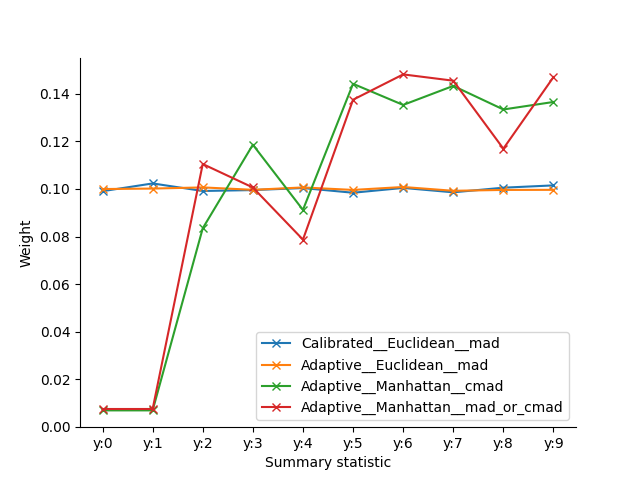 0.14
0.12
0.10
0.08
0.06
0.04
0.02
0.00
Weight
y:0 y:1 y:2 y:3 y:4 y:5 y:6 y:7 y:8 y:9
Summary statistic
Calibrated__Euclidean__mad
Adaptive__Euclidean__mad
Adaptive__Manhattan__cmad
Adaptive__Manhattan__mad_or_cmad